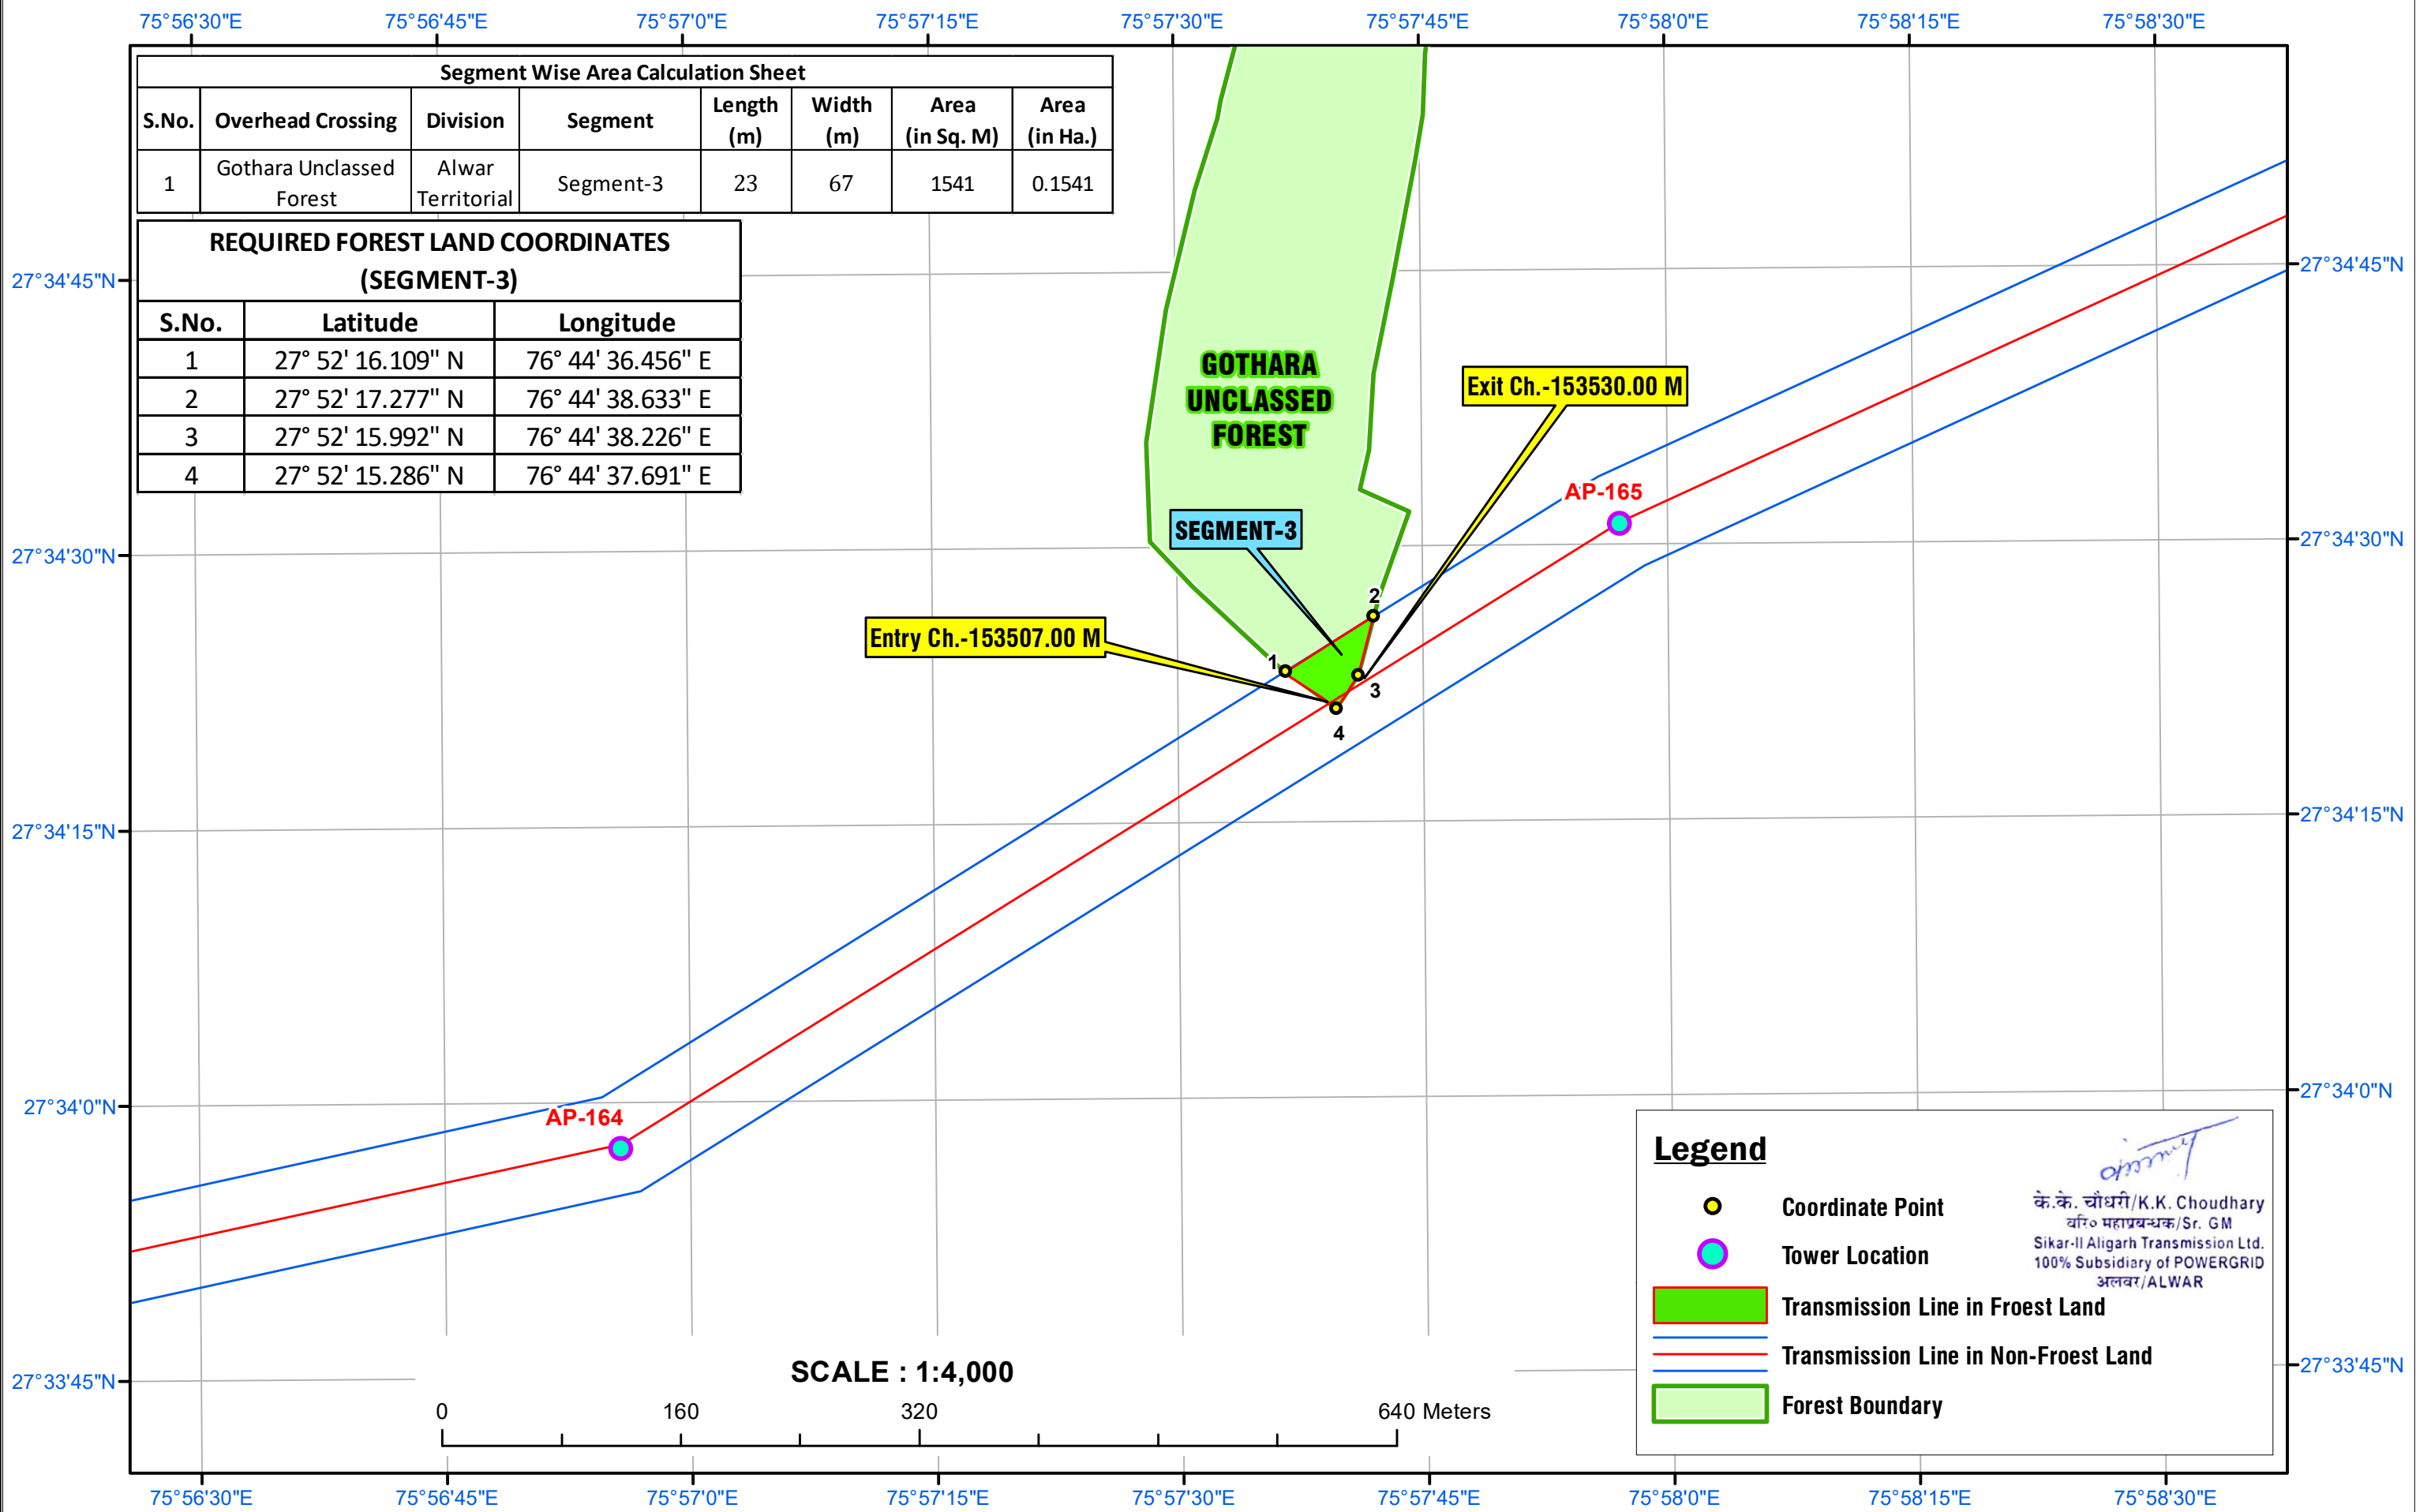 75°56'30"E 75°56'45"E 75°57'0"E 75°57'15"E 75°57'30"E 75°57'45"E 75°58'0"E 75°58'15"E 75°58'30"E
Segment Wise Area Calculation Sheet
S.No. Overhead Crossing Division Segment Length (m) Width (m) Area (in Sq. M) Area (in Ha.)
1 Gothara Unclassed Forest Alwar Territorial Segment-3 23 67 1541 0.1541
REQUIRED FOREST LAND COORDINATES
(SEGMENT-3)
S.No. Latitude Longitude
1 27° 52' 16.109" N 76° 44' 36.456" E
2 27° 52' 17.277" N 76° 44' 38.633" E
3 27° 52' 15.992" N 76° 44' 38.226" E
4 27° 52' 15.286" N 76° 44' 37.691" E
27°34'45"N 27°34'45"N
GOTHARA
UNCLASSED
FOREST
Exit Ch.-153530.00 M
AP-165
SEGMENT-3
27°34'30"N 27°34'30"N
2
Entry Ch.-153507.00 M
1
3
4
27°34'15"N 27°34'15"N
27°34'0"N 27°34'0"N
AP-164
Legend
Coordinate Point
Tower Location
Transmission Line in Froest Land
Transmission Line in Non-Froest Land
Forest Boundary
के.के. चौधरी/K.K. Choudhary
वरि० महाप्रबन्धक/Sr. GM
Sikar-II Aligarh Transmission Ltd.
100% Subsidiary of POWERGRID
अलवर/ALWAR
27°33'45"N 27°33'45"N
SCALE : 1:4,000
0 160 320 640 Meters
75°56'30"E 75°56'45"E 75°57'0"E 75°57'15"E 75°57'30"E 75°57'45"E 75°58'0"E 75°58'15"E 75°58'30"E